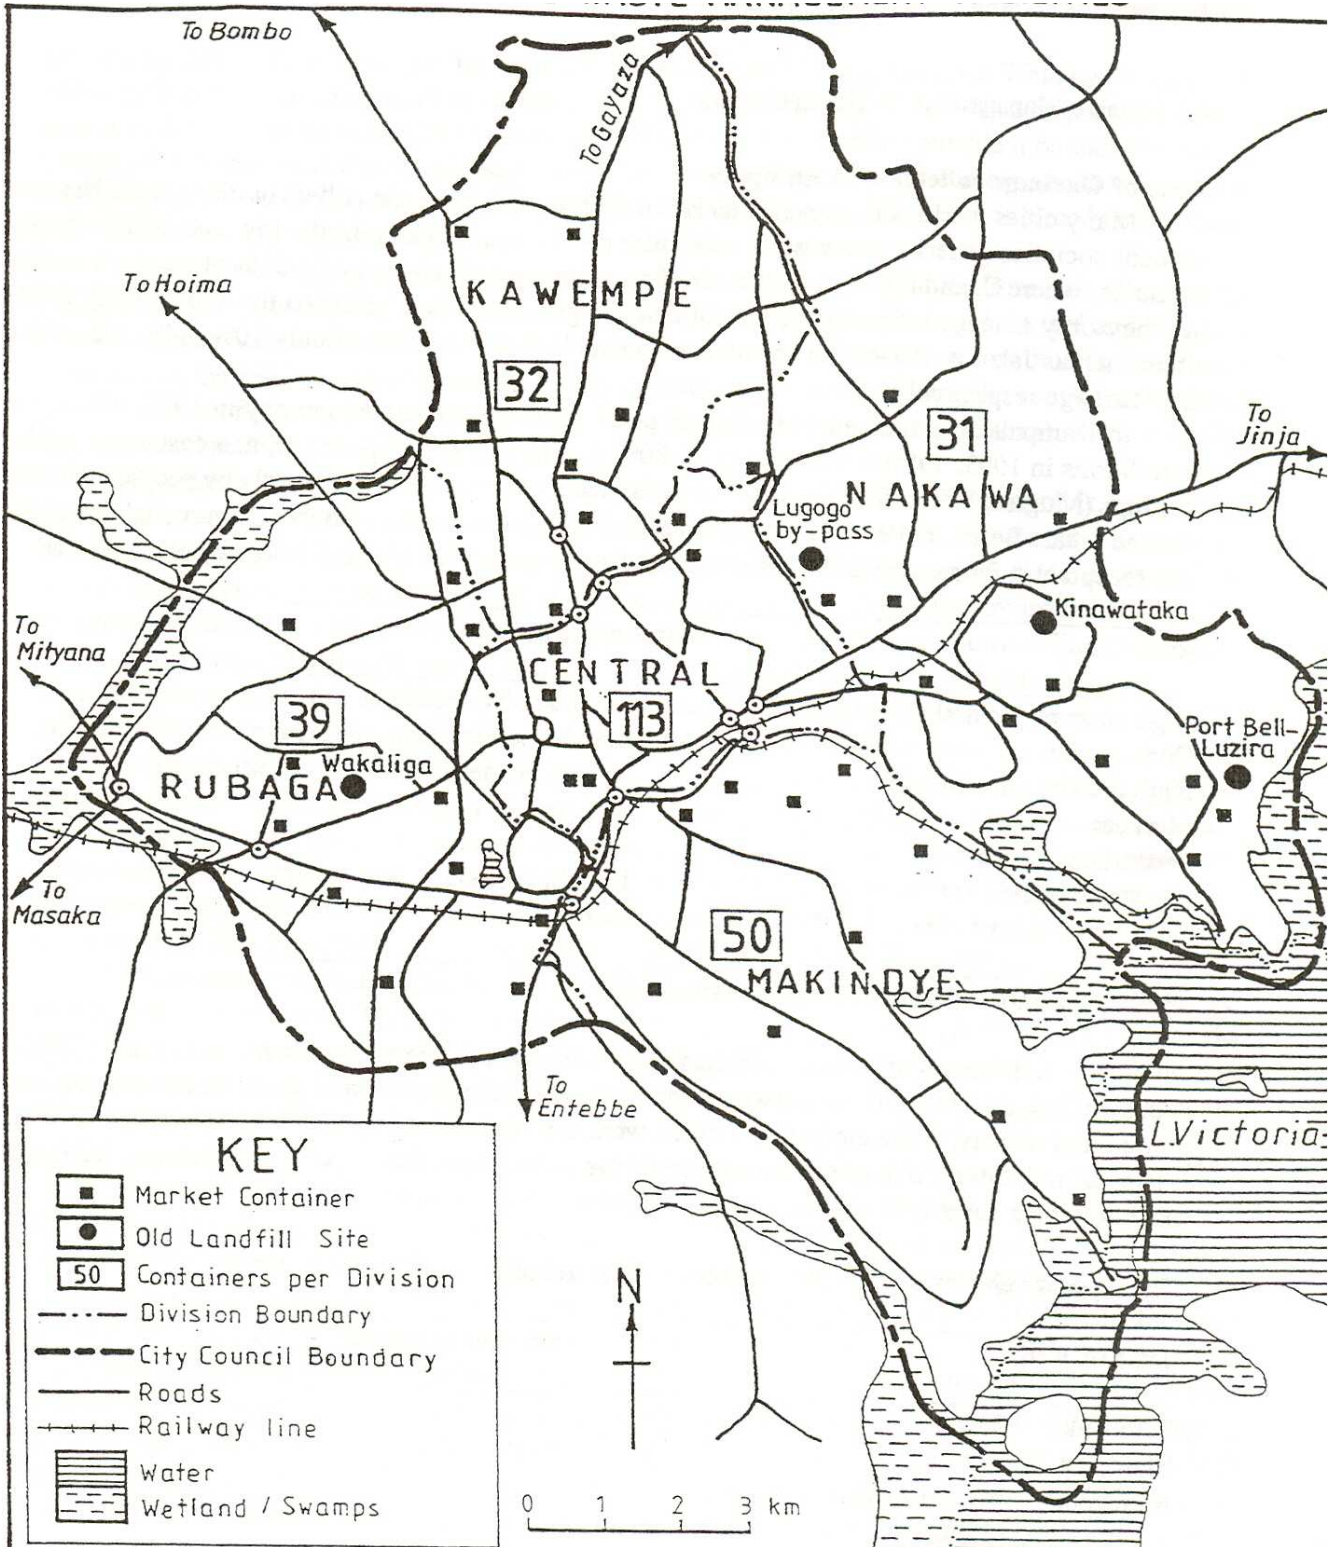 To Bombo
To Gayaza
To Hoima
KAWEMPE
32
31
To
Jinja
NAKAWA
Lugogo
by-pass
Kinawataka
To
Mityana
CENTRAL
39
113
Port Bell-
Luzira
Wakaliga
RUBAGA
To
Masaka
50
MAKINDYE
To
Entebbe
L.Victoria
KEY
Market Container
Old Landfill Site
50 Containers per Division
Division Boundary
City Council Boundary
Roads
Railway line
Water
Wetland / Swamps
N
0 1 2 3 km